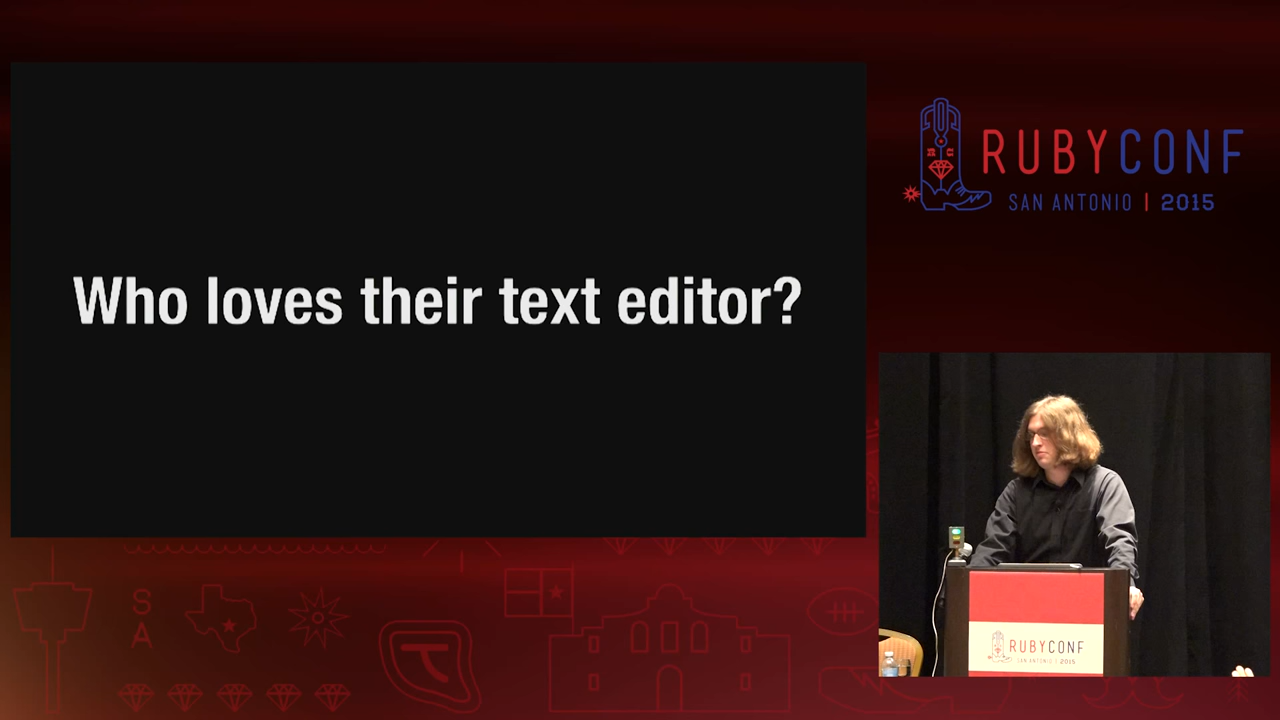 Who loves their text editor?
RUBYCONF
SAN ANTONIO | 2015
S
A
RUBYCONF
SAN ANTONIO | 2015